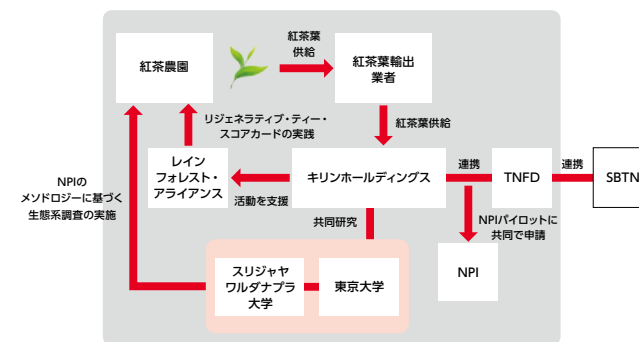 紅茶農園
紅茶葉
供給
紅茶葉輸出
業者
リジェネラティブ・ティー・
スコアカードの実践
紅茶葉供給
NPIの
メソドロジーに基づく
生態系調査の実施
レイン
フォレスト・
アライアンス
活動を支援
キリンホールディングス
連携
TNFD
連携
SBTN
共同研究
NPIパイロットに
共同で申請
NPI
スリジャヤ
ワルダナプラ
大学
東京大学